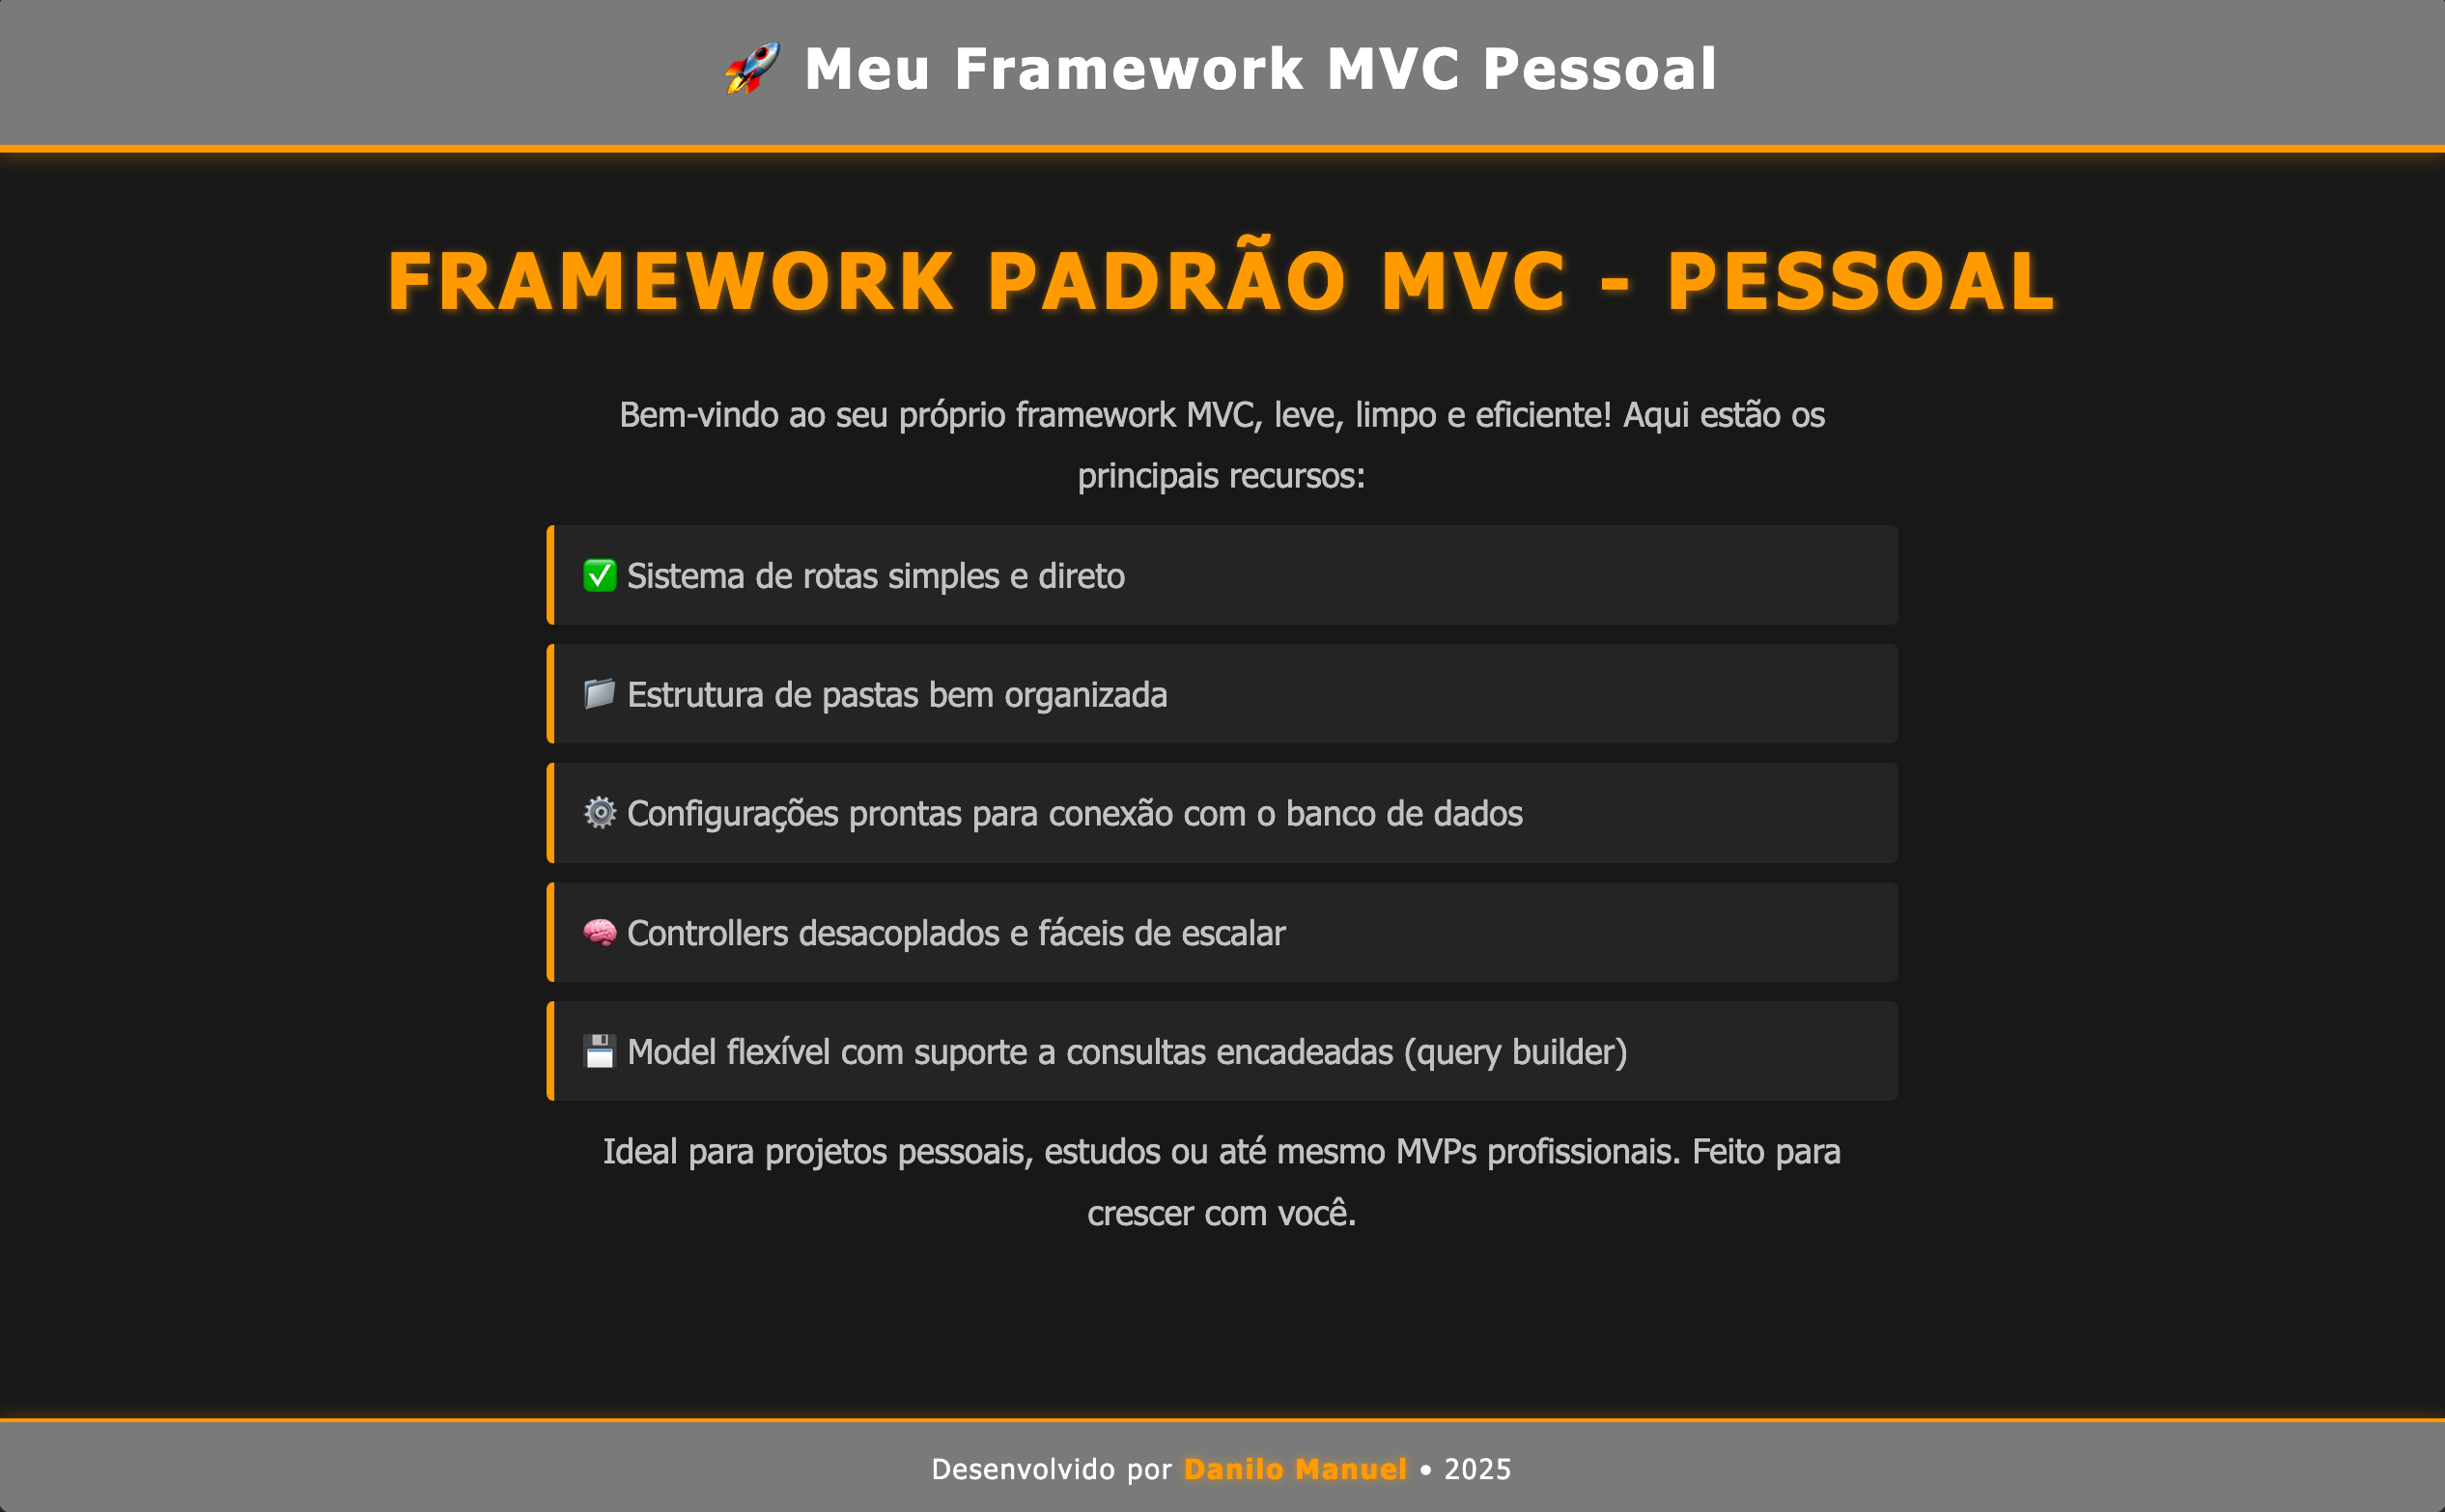 🚀 Meu Framework MVC Pessoal
FRAMEWORK PADRÃO MVC - PESSOAL
Bem-vindo ao seu próprio framework MVC, leve, limpo e eficiente! Aqui estão os
principais recursos:
✅ Sistema de rotas simples e direto
📁 Estrutura de pastas bem organizada
⚙️ Configurações prontas para conexão com o banco de dados
🧠 Controllers desacoplados e fáceis de escalar
💾 Model flexível com suporte a consultas encadeadas (query builder)
Ideal para projetos pessoais, estudos ou até mesmo MVPs profissionais. Feito para
crescer com você.
Desenvolvido por Danilo Manuel • 2025